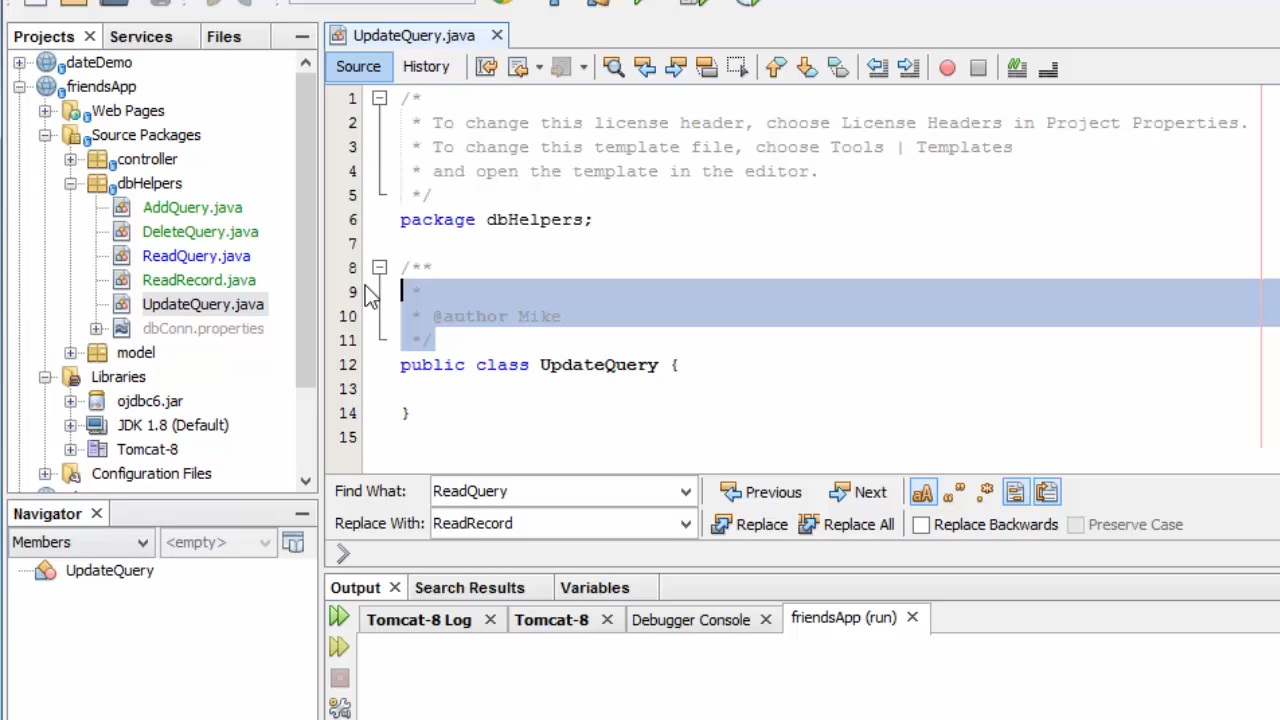 Projects
Services
Files
dateDemo
friendsApp
Web Pages
Source Packages
controller
dbHelpers
AddQuery.java
DeleteQuery.java
ReadQuery.java
ReadRecord.java
UpdateQuery.java
dbConn.properties
model
Libraries
ojdbc6.jar
JDK 1.8 (Default)
Tomcat-8
Configuration Files
Navigator
Members
<empty>
UpdateQuery
UpdateQuery.java
Source
History
1 /*
2 * To change this license header, choose License Headers in Project Properties.
3 * To change this template file, choose Tools | Templates
4 * and open the template in the editor.
5 */
6 package dbHelpers;
7
8 /**
9 *
10 * @author Mike
11 */
12 public class UpdateQuery {
13
14 }
15
Find What: ReadQuery Previous Next
Replace With: ReadRecord Replace Replace All Replace Backwards Preserve Case
Output Search Results Variables
Tomcat-8 Log Tomcat-8 Debugger Console friendsApp (run)